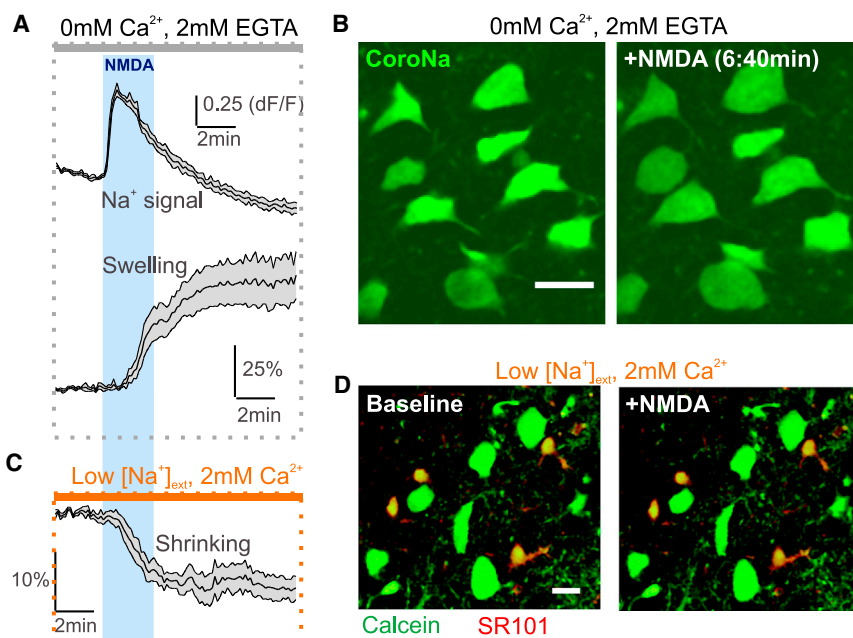 A
0mM Ca²⁺, 2mM EGTA
NMDA
0.25 (dF/F)
2min
Na⁺ signal
Swelling
25%
2min
B
0mM Ca²⁺, 2mM EGTA
CoroNa
+NMDA (6:40min)
C
Low [Na⁺]ext, 2mM Ca²⁺
Shrinking
10%
2min
D
Low [Na⁺]ext, 2mM Ca²⁺
Baseline
+NMDA
Calcein SR101